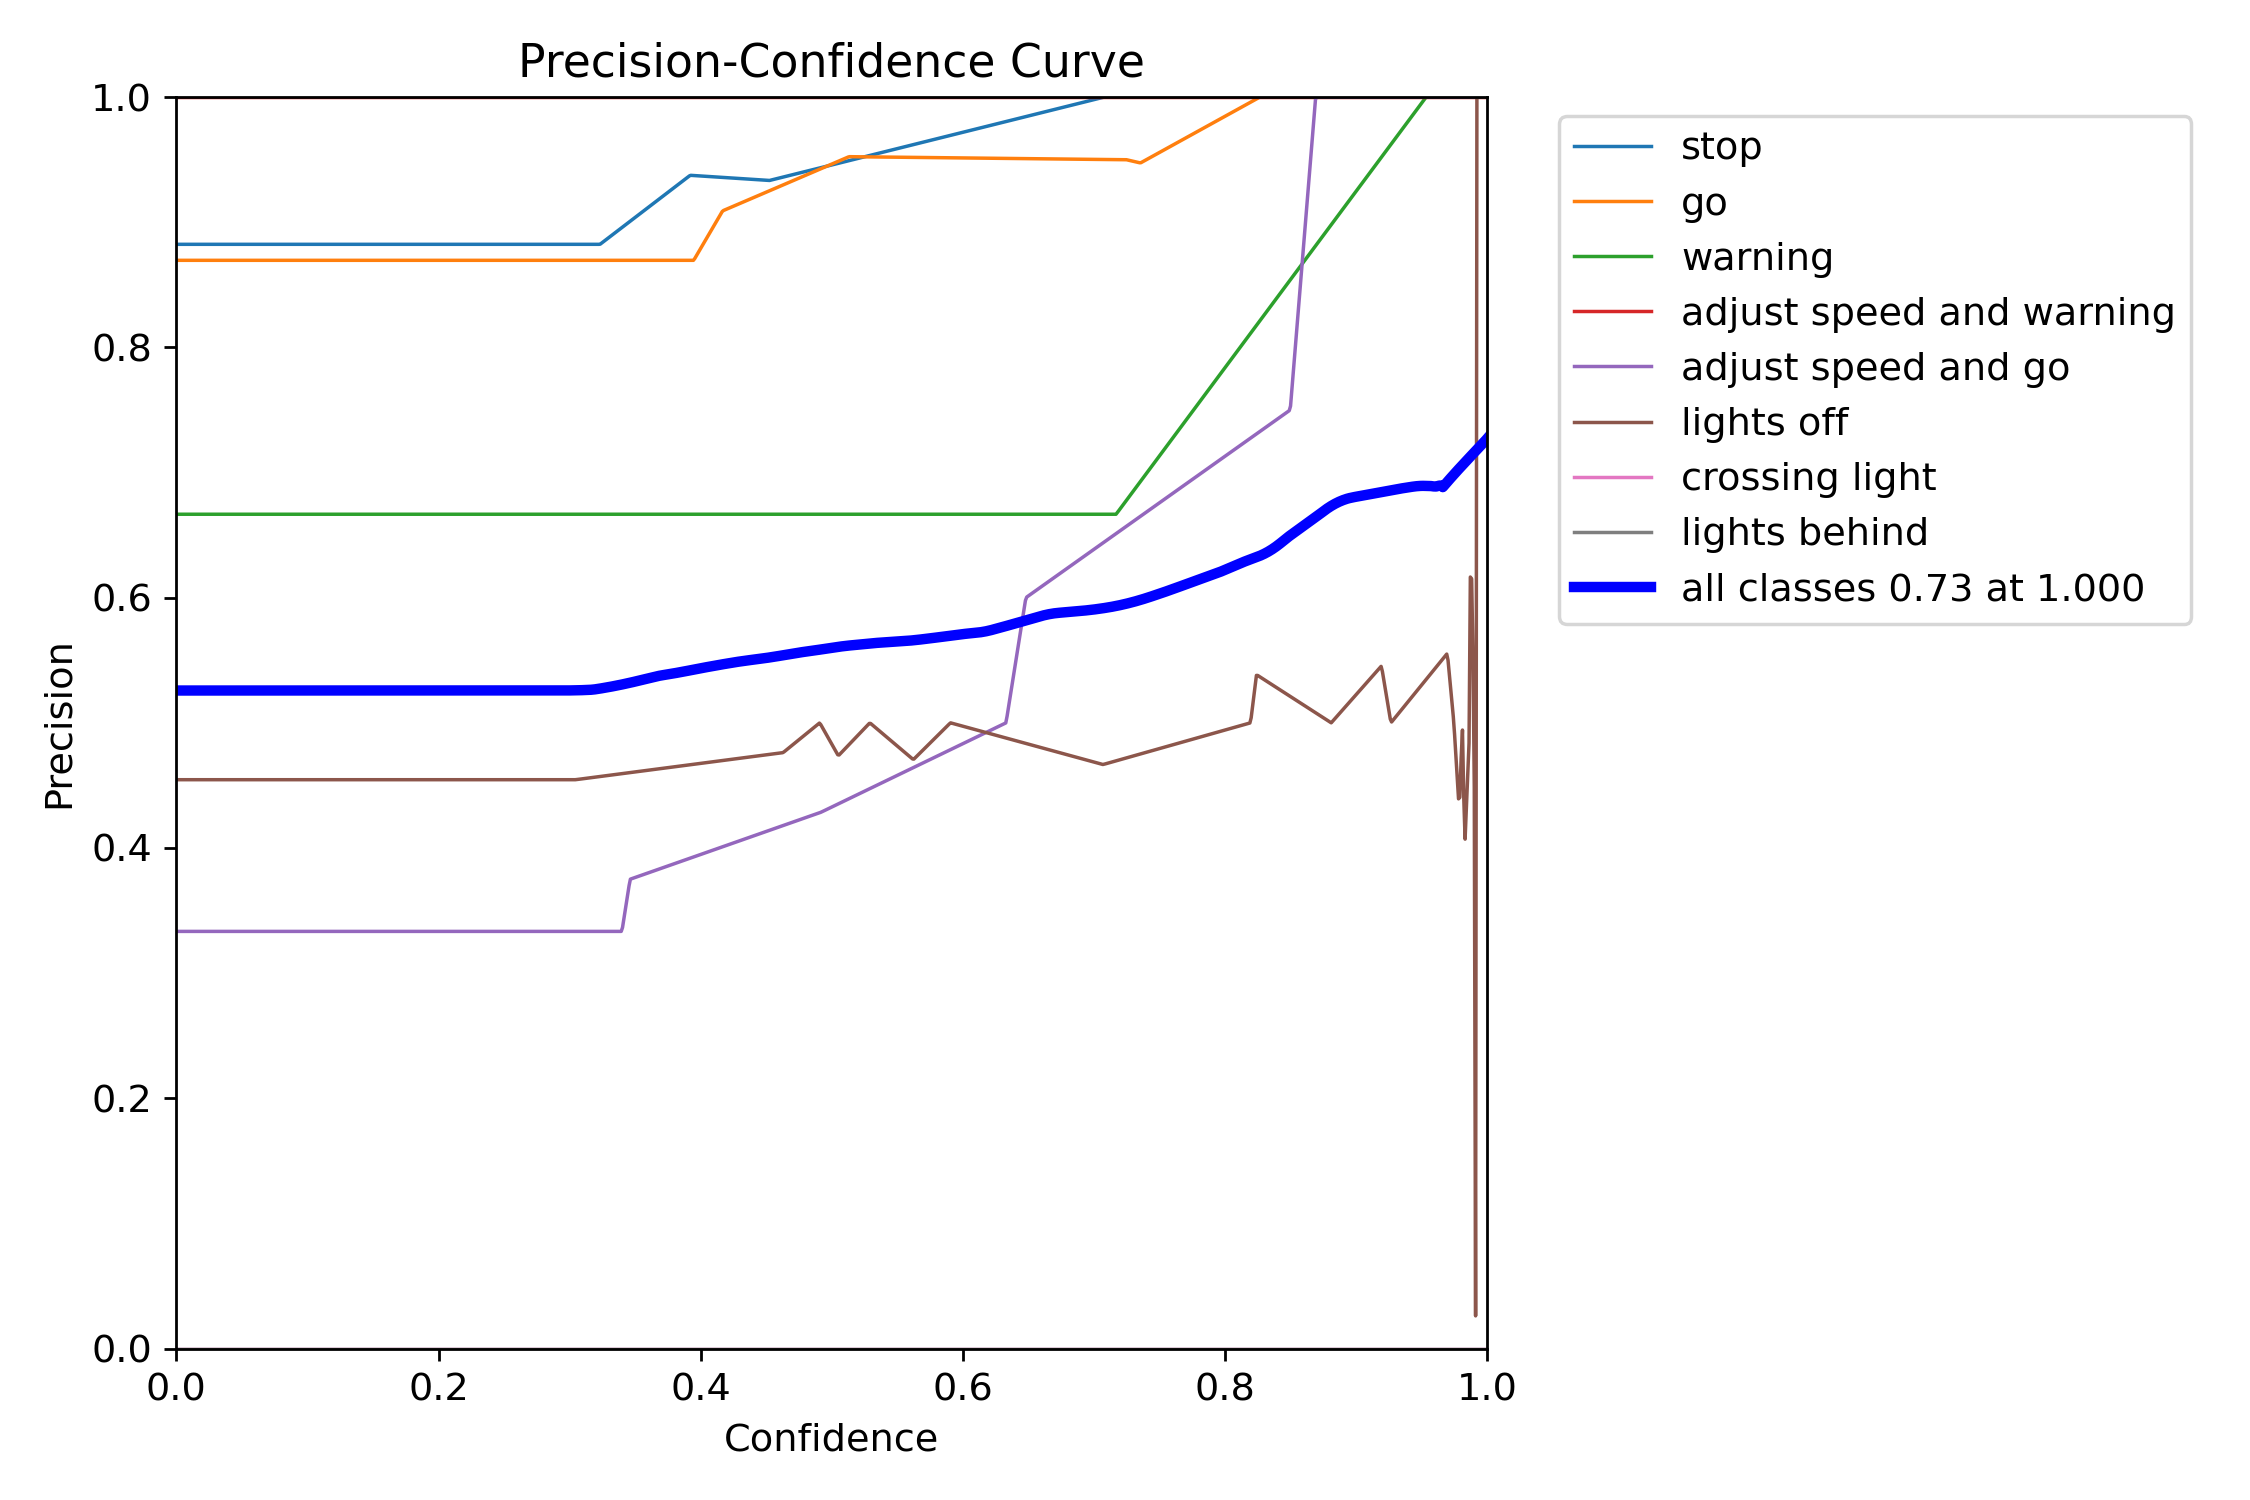 Precision-Confidence Curve
1.0
0.8
0.6
0.4
0.2
0.0
Precision
0.0 0.2 0.4 0.6 0.8 1.0
Confidence
stop
go
warning
adjust speed and warning
adjust speed and go
lights off
crossing light
lights behind
all classes 0.73 at 1.000